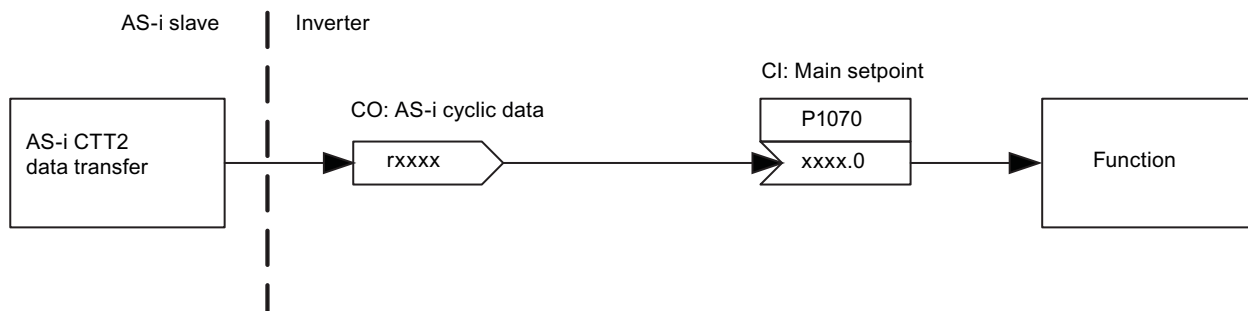 AS-i slave
Inverter
CI: Main setpoint
CO: AS-i cyclic data
P1070
AS-i CTT2
data transfer
rxxxx
xxxx.0
Function